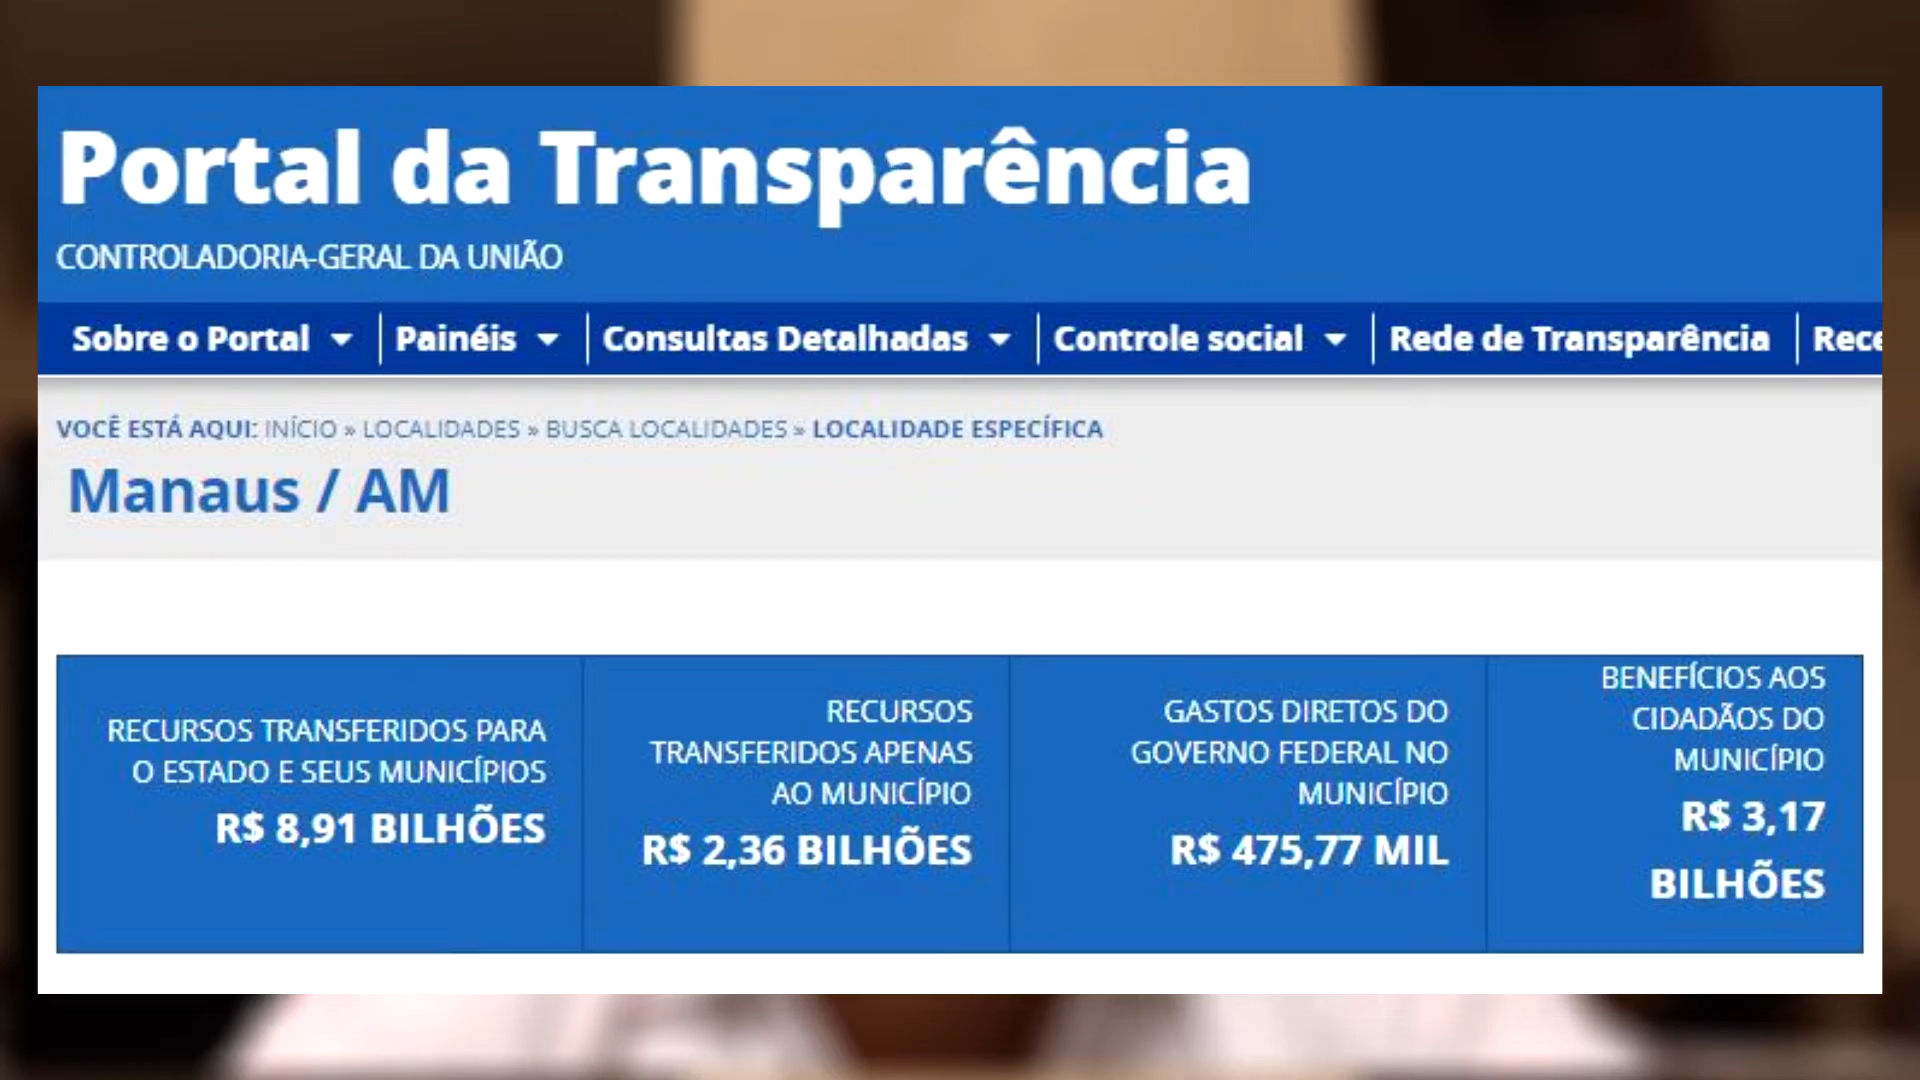 Portal da Transparência
CONTROLADORIA-GERAL DA UNIÃO
Sobre o Portal Painéis Consultas Detalhadas Controle social Rede de Transparência Rece
VOCÊ ESTÁ AQUI: INÍCIO » LOCALIDADES » BUSCA LOCALIDADES » LOCALIDADE ESPECÍFICA
Manaus / AM
RECURSOS TRANSFERIDOS PARA
O ESTADO E SEUS MUNICÍPIOS
R$ 8,91 BILHÕES
RECURSOS
TRANSFERIDOS APENAS
AO MUNICÍPIO
R$ 2,36 BILHÕES
GASTOS DIRETOS DO
GOVERNO FEDERAL NO
MUNICÍPIO
R$ 475,77 MIL
BENEFÍCIOS AOS
CIDADÃOS DO
MUNICÍPIO
R$ 3,17
BILHÕES